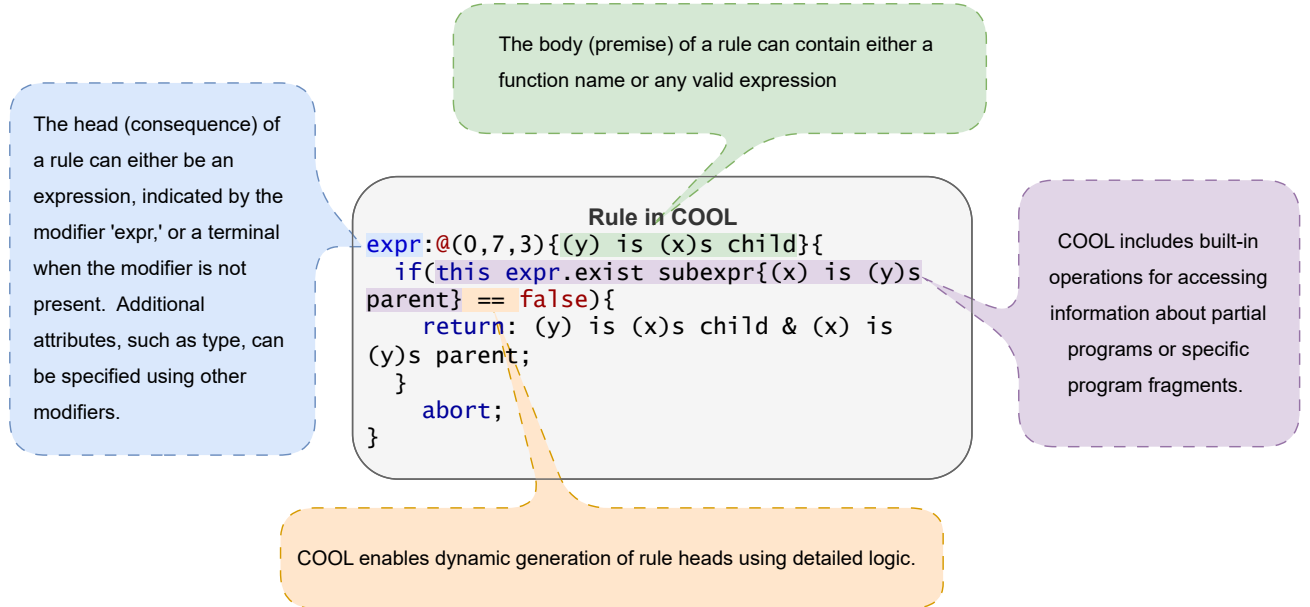 The body (premise) of a rule can contain either a
function name or any valid expression
The head (consequence) of
a rule can either be an
expression, indicated by the
modifier 'expr,' or a terminal
when the modifier is not
present.  Additional
attributes, such as type, can
be specified using other
modifiers.
Rule in COOL
expr:@(0,7,3){(y) is (x)s child}{
  if(this expr.exist subexpr{(x) is (y)s
parent} == false){
    return: (y) is (x)s child & (x) is
(y)s parent;
  }
    abort;
}
COOL includes built-in
operations for accessing
information about partial
programs or specific
program fragments.
COOL enables dynamic generation of rule heads using detailed logic.